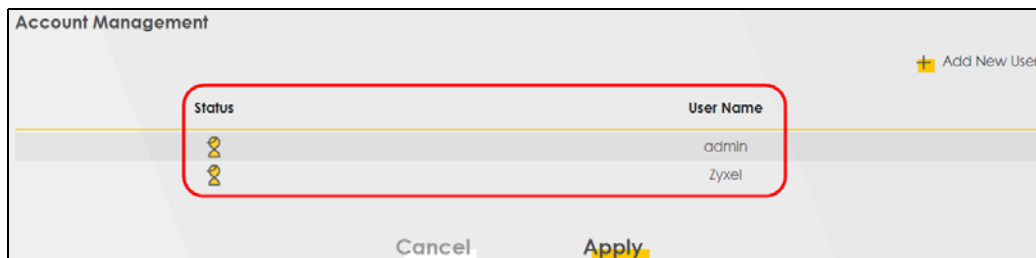 Account Management
Add New User
Status User Name
admin
Zyxel
Cancel Apply